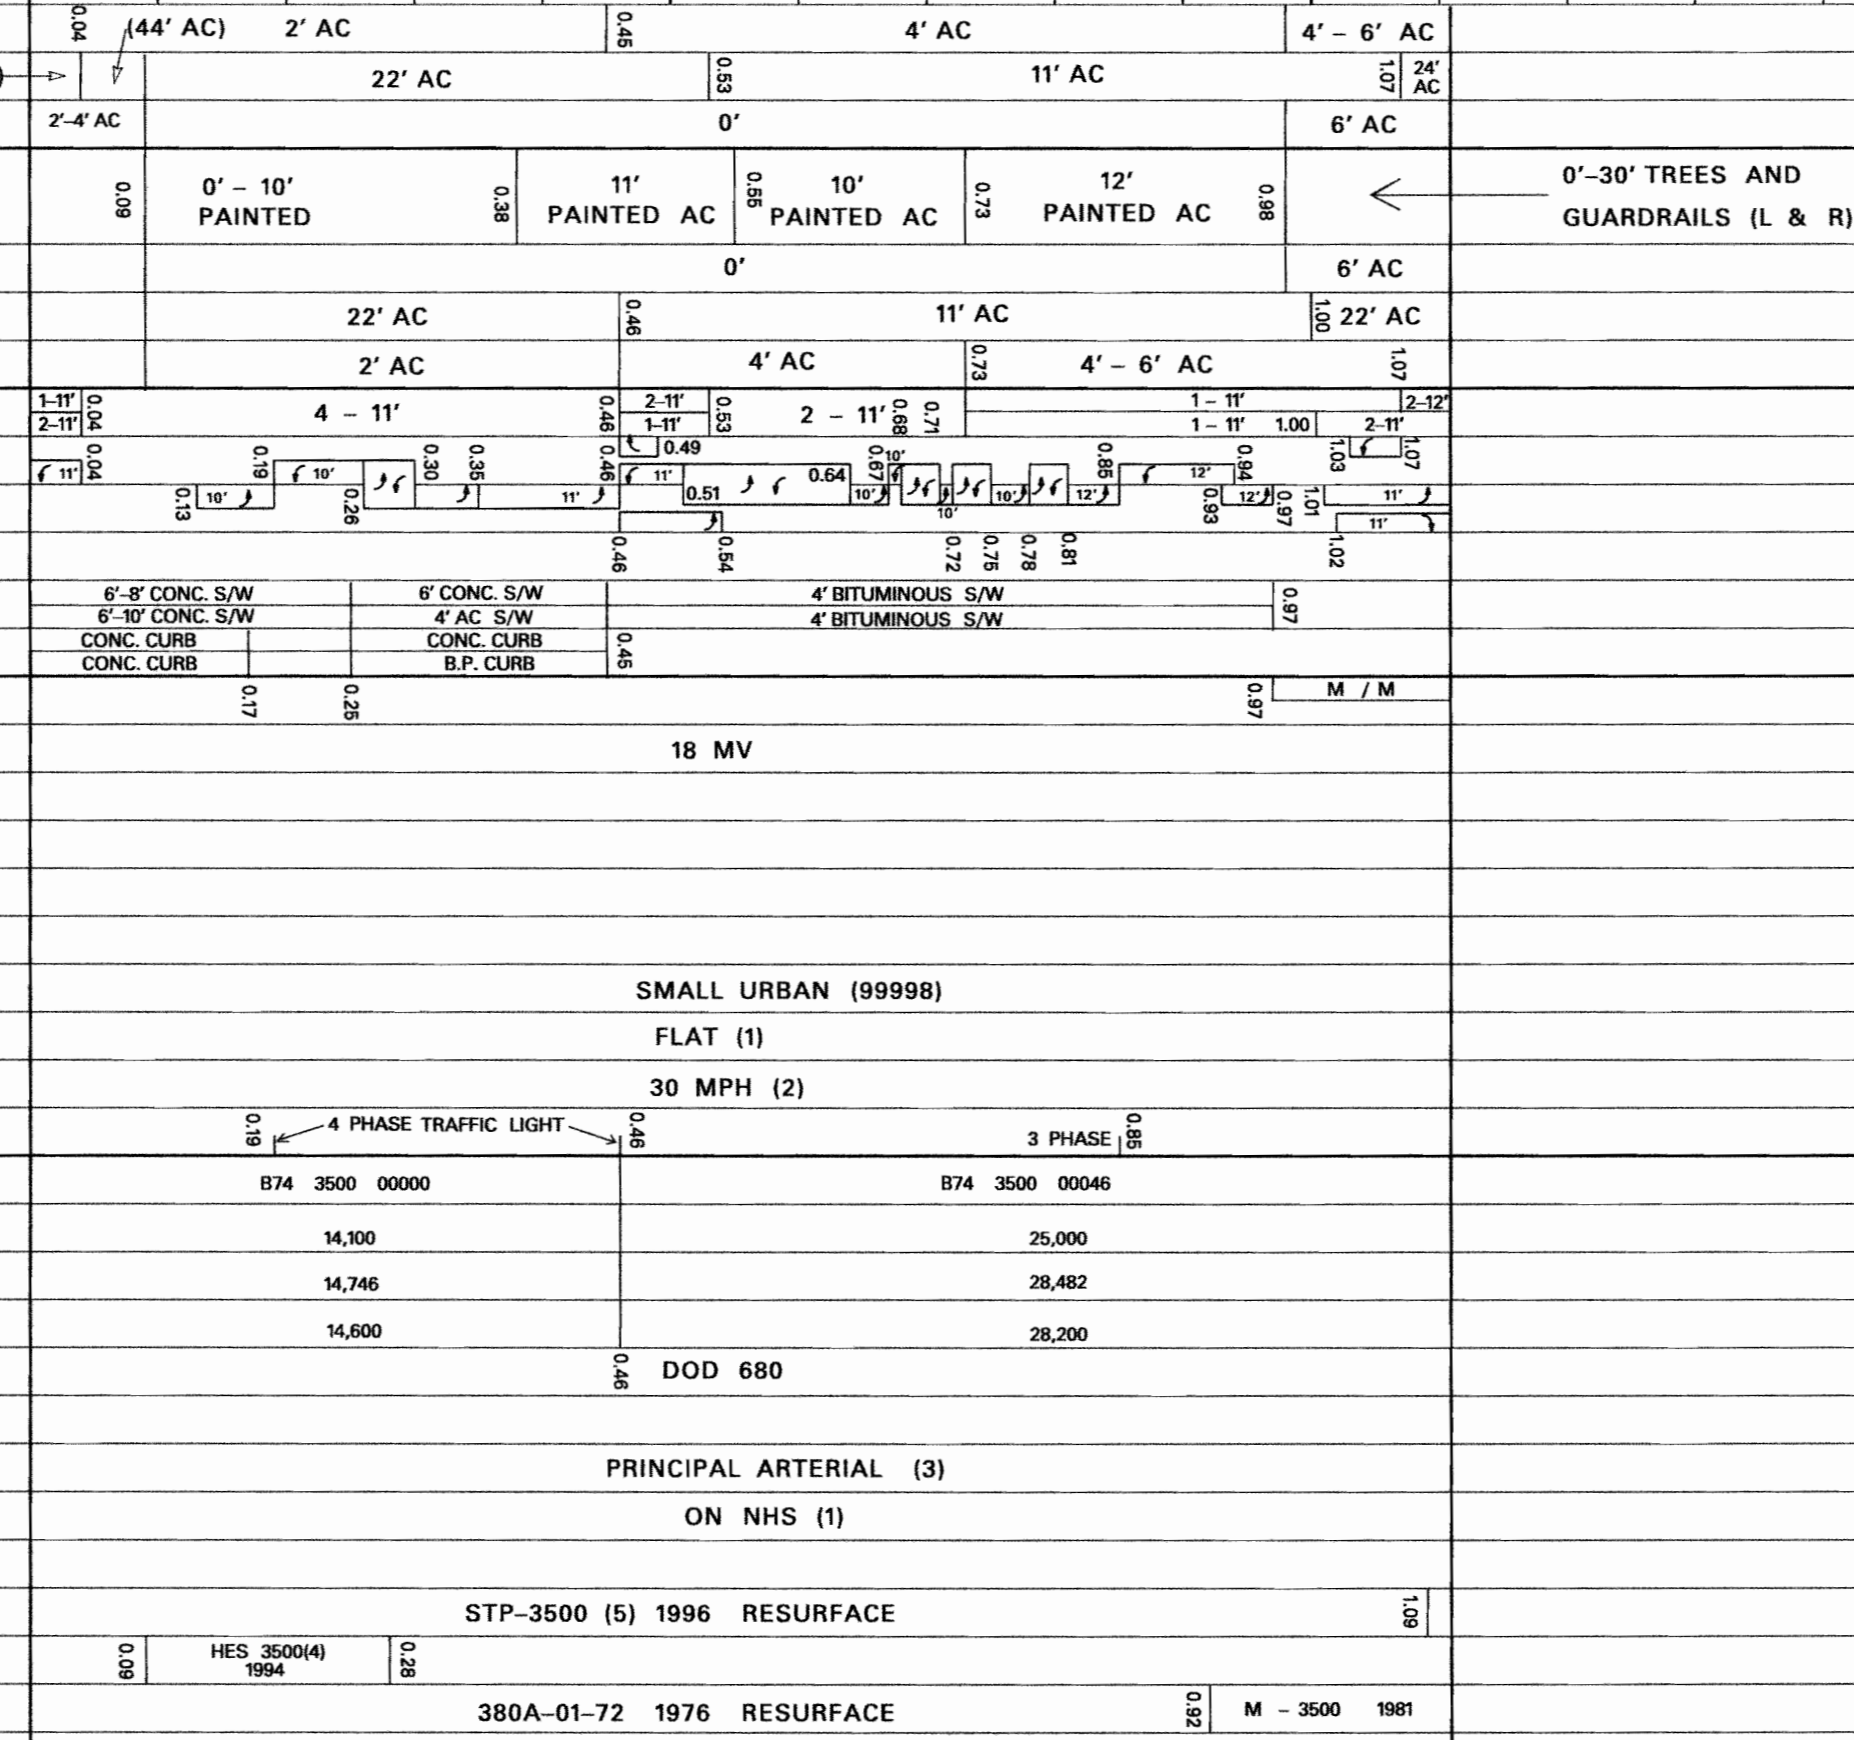 0.04 (44' AC) 2' AC 0.45 4' AC 4' – 6' AC
22' AC 0.53 11' AC 1.07 24' AC
2'–4' AC 0' 6' AC
0.09 0' – 10' PAINTED 0.38 11' PAINTED AC 0.55 10' PAINTED AC 0.73 12' PAINTED AC 0.98 0'–30' TREES AND GUARDRAILS (L & R)
0' 6' AC
22' AC 0.46 11' AC 1.00 22' AC
2' AC 4' AC 0.73 4' – 6' AC 1.07
1–11' 0.04 4 – 11' 0.46 2–11' 0.53 2 – 11' 0.68 0.71 1 – 11' 2–12'
2–11' 1–11' 1 – 11' 1.00 2–11'
0.49 1.03 1.07
11' 0.04 0.19 10' 0.30 0.35 0.46 11' 0.64 0.67 10' 0.85 12' 0.94
0.13 10' 0.26 11' 0.51 10' 10' 10' 12' 0.93 12' 0.97 1.01 11'
11'
0.46 0.54 0.72 0.75 0.78 0.81 1.02
6'–8' CONC. S/W 6' CONC. S/W 4' BITUMINOUS S/W 0.97
6'–10' CONC. S/W 4' AC S/W 4' BITUMINOUS S/W
CONC. CURB CONC. CURB 0.45
CONC. CURB B.P. CURB
0.17 0.25 0.97 M / M
18 MV
SMALL URBAN (99998)
FLAT (1)
30 MPH (2)
0.19 4 PHASE TRAFFIC LIGHT 0.46 3 PHASE 0.85
B74 3500 00000 B74 3500 00046
14,100 25,000
14,746 28,482
14,600 28,200
0.46 DOD 680
PRINCIPAL ARTERIAL (3)
ON NHS (1)
STP–3500 (5) 1996 RESURFACE 1.09
0.09 HES 3500(4) 0.28
1994
380A–01–72 1976 RESURFACE 0.92 M – 3500 1981